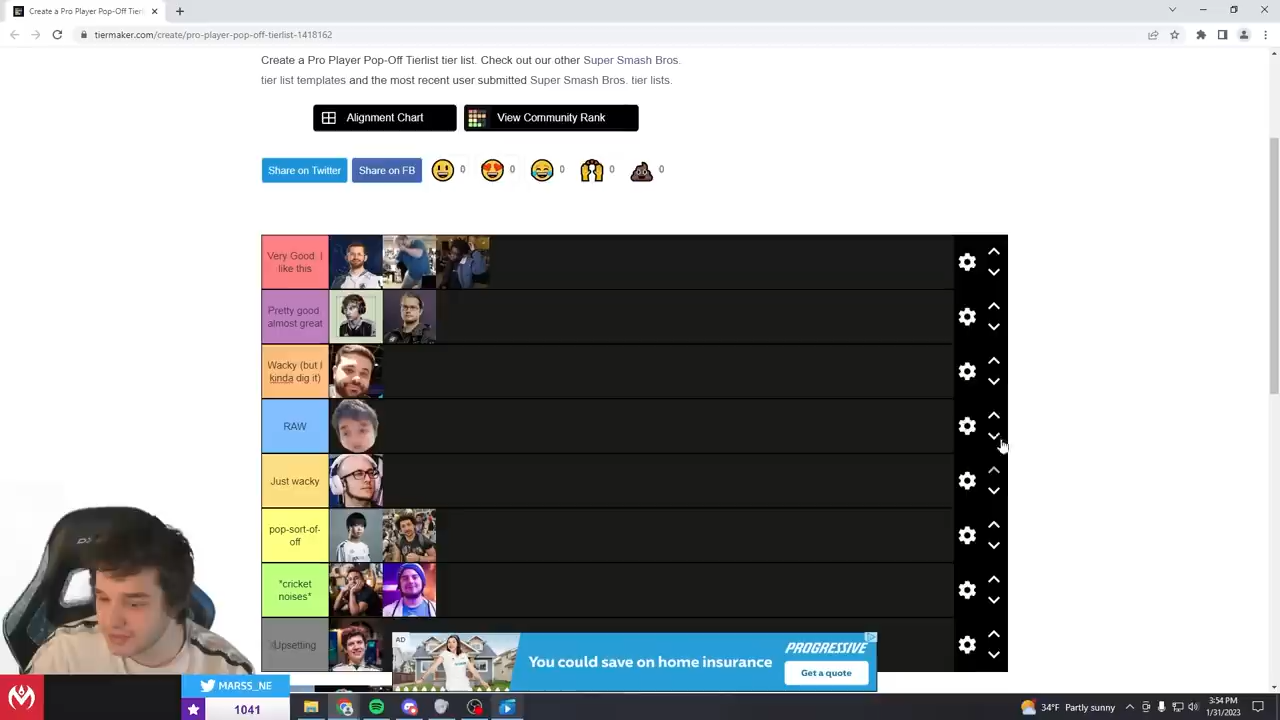 Create a Pro Player Pop-Off Tierli
tiermaker.com/create/pro-player-pop-off-tierlist-1418162
Create a Pro Player Pop-Off Tierlist tier list. Check out our other Super Smash Bros.
tier list templates and the most recent user submitted Super Smash Bros. tier lists.
Alignment Chart
View Community Rank
Share on Twitter
Share on FB
0
0
0
0
0
Very Good. I
like this
Pretty good
almost great
Wacky (but I
kinda dig it)
RAW
Just wacky
pop-sort-of-
off
*cricket
noises*
Upsetting
AD
You could save on home insurance
PROGRESSIVE
Get a quote
MARSS_NE
1041
34°F Partly sunny
3:54 PM
1/31/2023